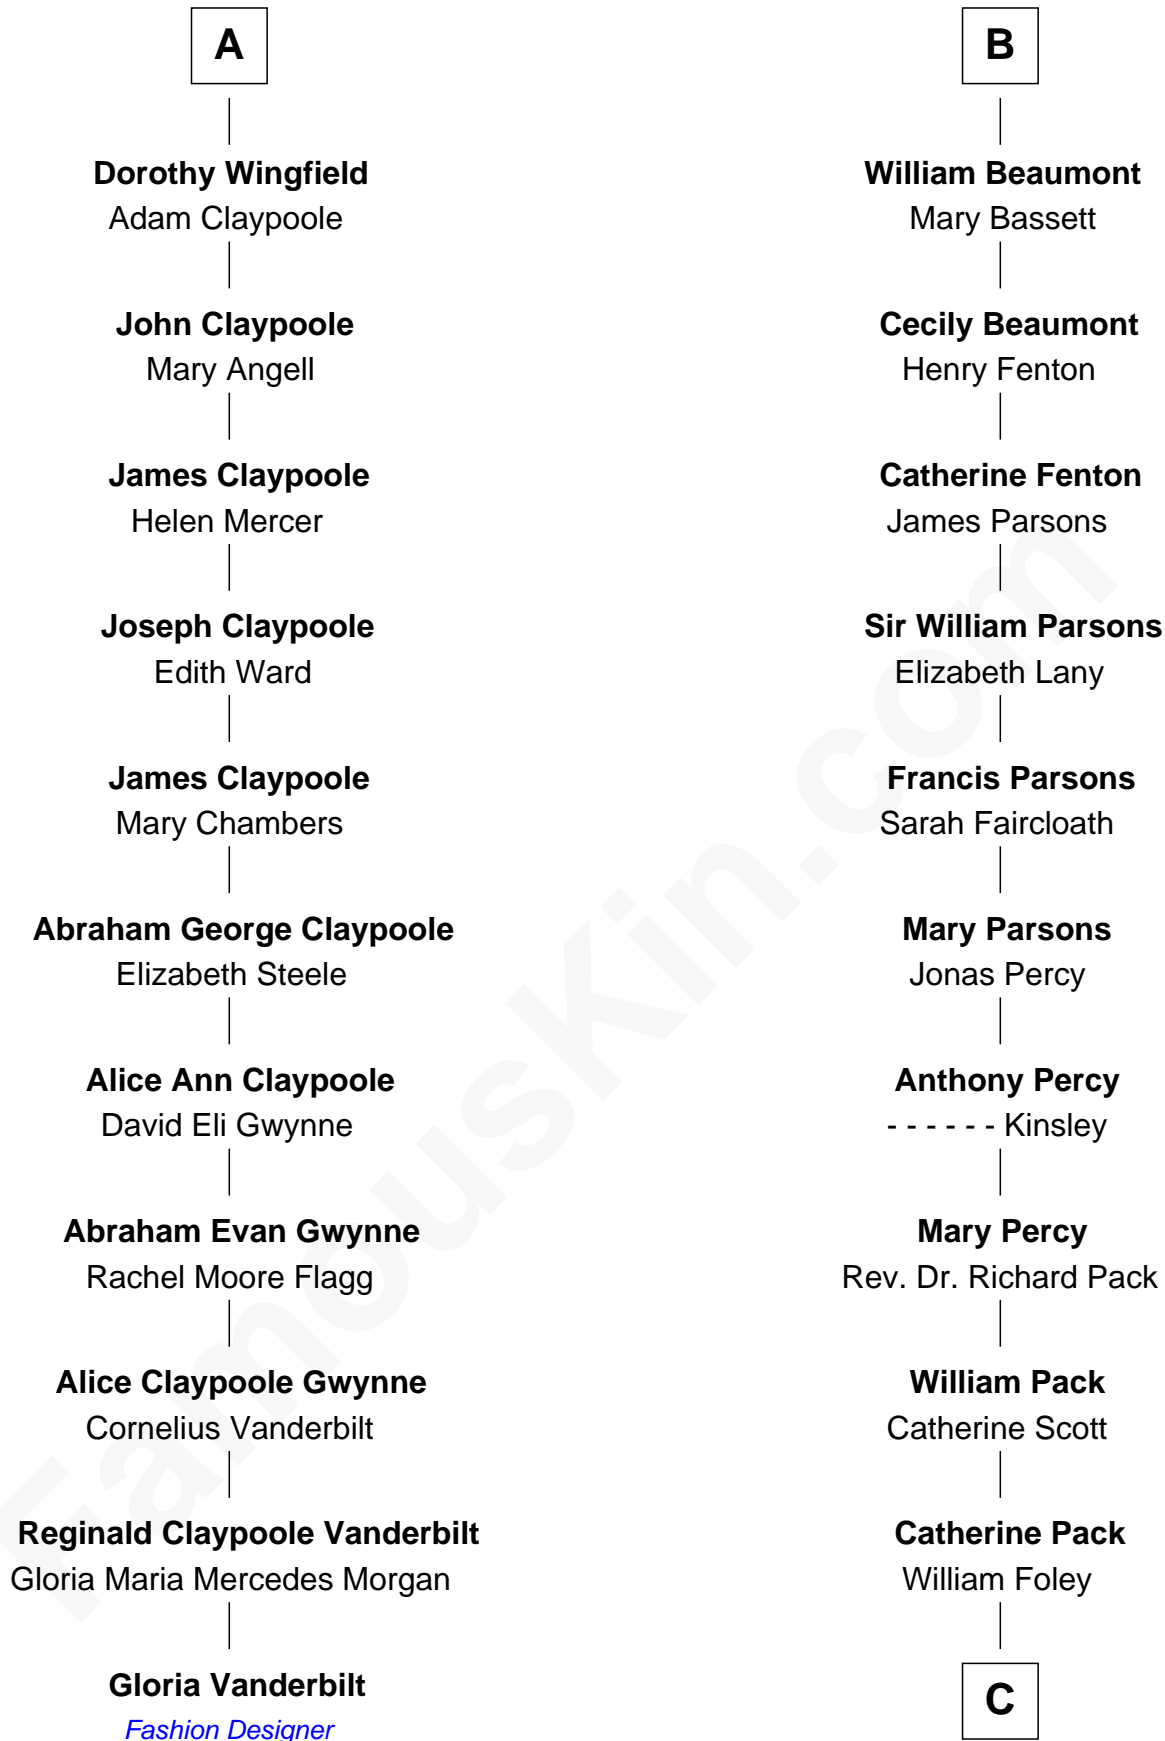 A
Dorothy Wingfield
Adam Claypoole
John Claypoole
Mary Angell
James Claypoole
Helen Mercer
Joseph Claypoole
Edith Ward
James Claypoole
Mary Chambers
Abraham George Claypoole
Elizabeth Steele
Alice Ann Claypoole
David Eli Gwynne
Abraham Evan Gwynne
Rachel Moore Flagg
Alice Claypoole Gwynne
Cornelius Vanderbilt
Reginald Claypoole Vanderbilt
Gloria Maria Mercedes Morgan
Gloria Vanderbilt
Fashion Designer
B
William Beaumont
Mary Bassett
Cecily Beaumont
Henry Fenton
Catherine Fenton
James Parsons
Sir William Parsons
Elizabeth Lany
Francis Parsons
Sarah Faircloath
Mary Parsons
Jonas Percy
Anthony Percy
- - - - - - Kinsley
Mary Percy
Rev. Dr. Richard Pack
William Pack
Catherine Scott
Catherine Pack
William Foley
C
FamousKin.com